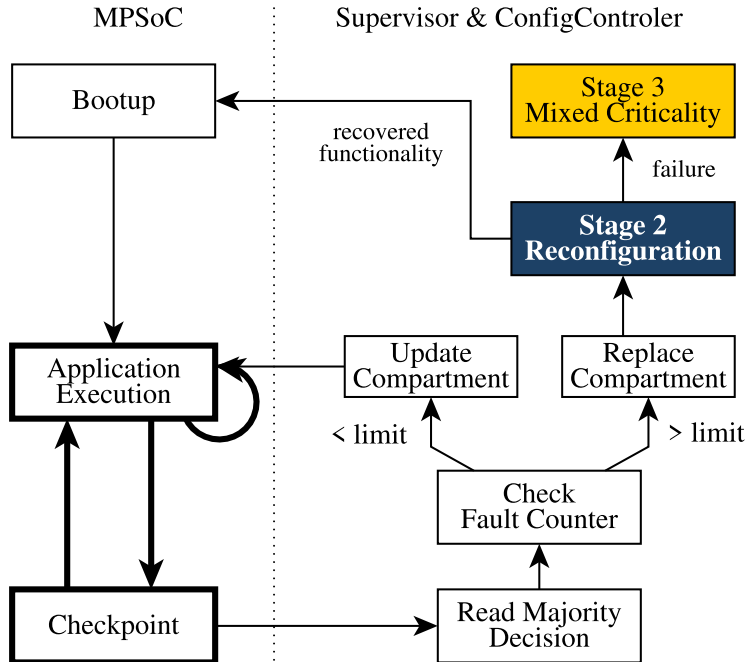 MPSoC
Supervisor & ConfigControler
Bootup
Stage 3
Mixed Criticality
recovered
functionality
failure
Stage 2
Reconfiguration
Application
Execution
Update
Compartment
Replace
Compartment
< limit
> limit
Check
Fault Counter
Checkpoint
Read Majority
Decision